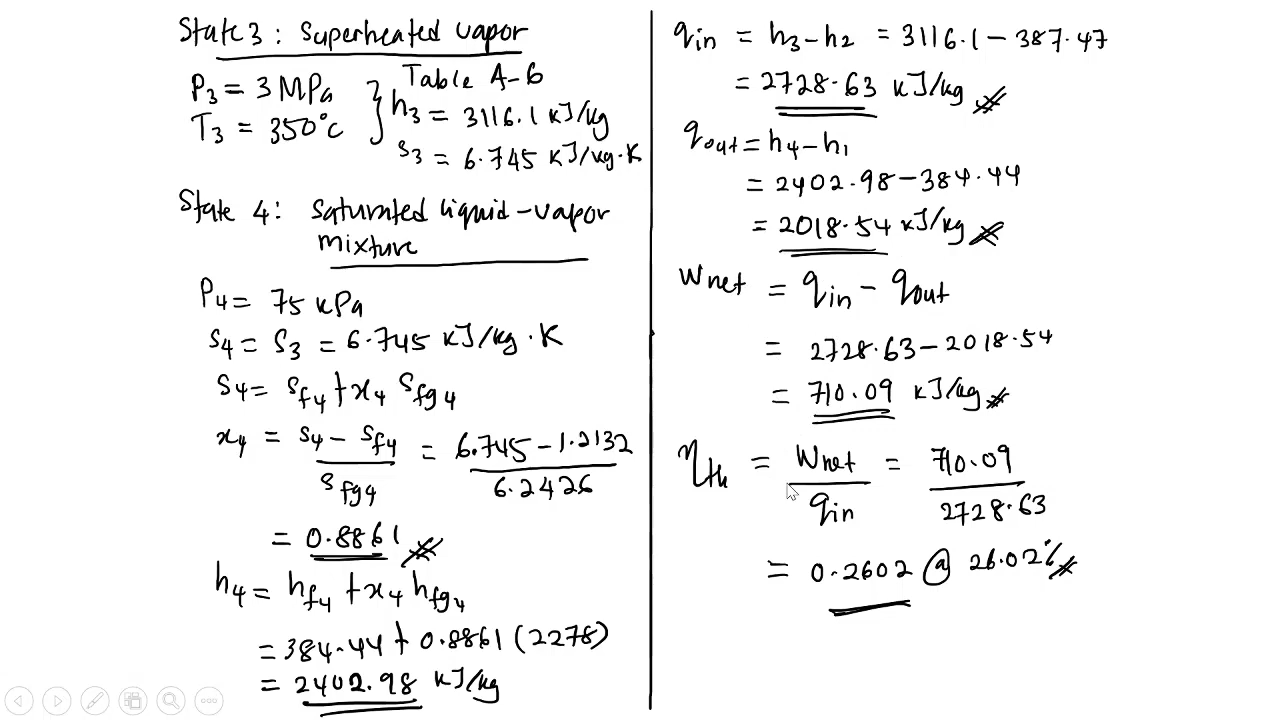 State 3 : Superheated vapor
P3 = 3 MPa
T3 = 350°c
} Table A-6
h3 = 3116.1 kJ/kg
s3 = 6.745 kJ/kg.K
State 4: Saturated liquid-vapor
mixture
P4 = 75 kPa
s4 = s3 = 6.745 kJ/kg.K
s4 = sf4 + x4 sfg4
x4 = s4 - sf4 / sfg4 = 6.745 - 1.2132 / 6.2426
= 0.8861
h4 = hf4 + x4 hfg4
= 384.44 + 0.8861 (2278)
= 2402.98 kJ/kg
qin = h3 - h2 = 3116.1 - 387.47
= 2728.63 kJ/kg
qout = h4 - h1
= 2402.98 - 384.44
= 2018.54 kJ/kg
Wnet = qin - qout
= 2728.63 - 2018.54
= 710.09 kJ/kg
ηth = Wnet / qin = 710.09 / 2728.63
= 0.2602 @ 26.02%